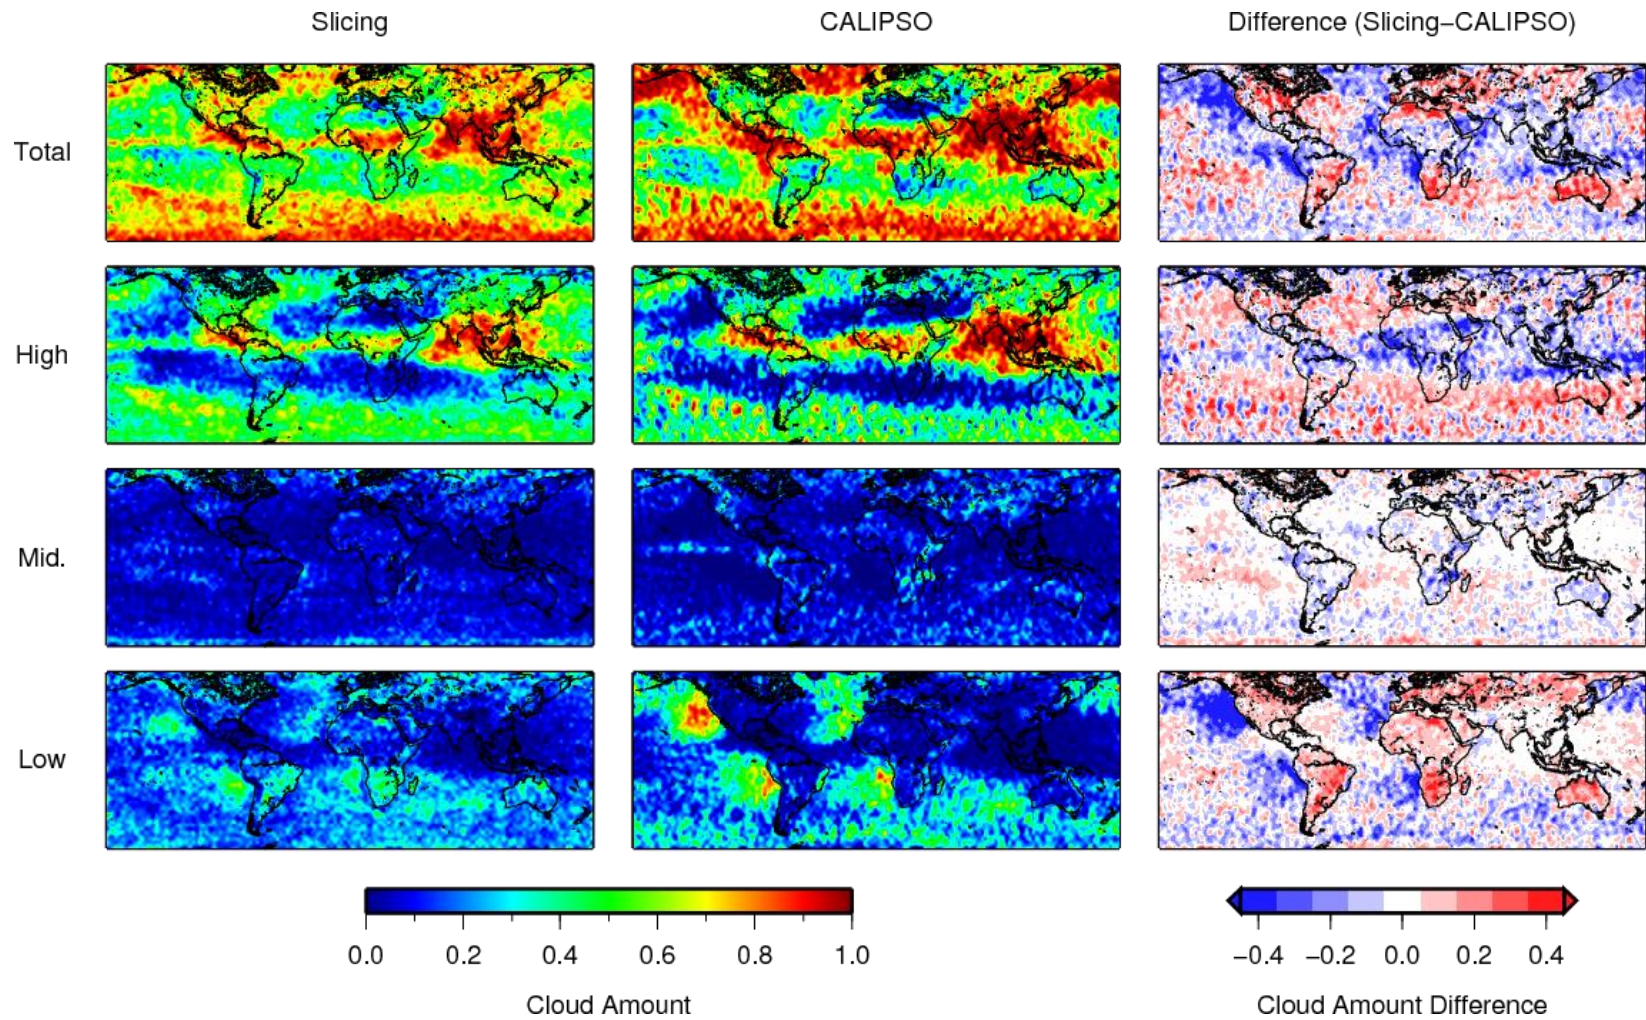 Slicing CALIPSO Difference (Slicing−CALIPSO)
Total
High
Mid.
Low
0.0 0.2 0.4 0.6 0.8 1.0 −0.4 −0.2 0.0 0.2 0.4
Cloud Amount Cloud Amount Difference